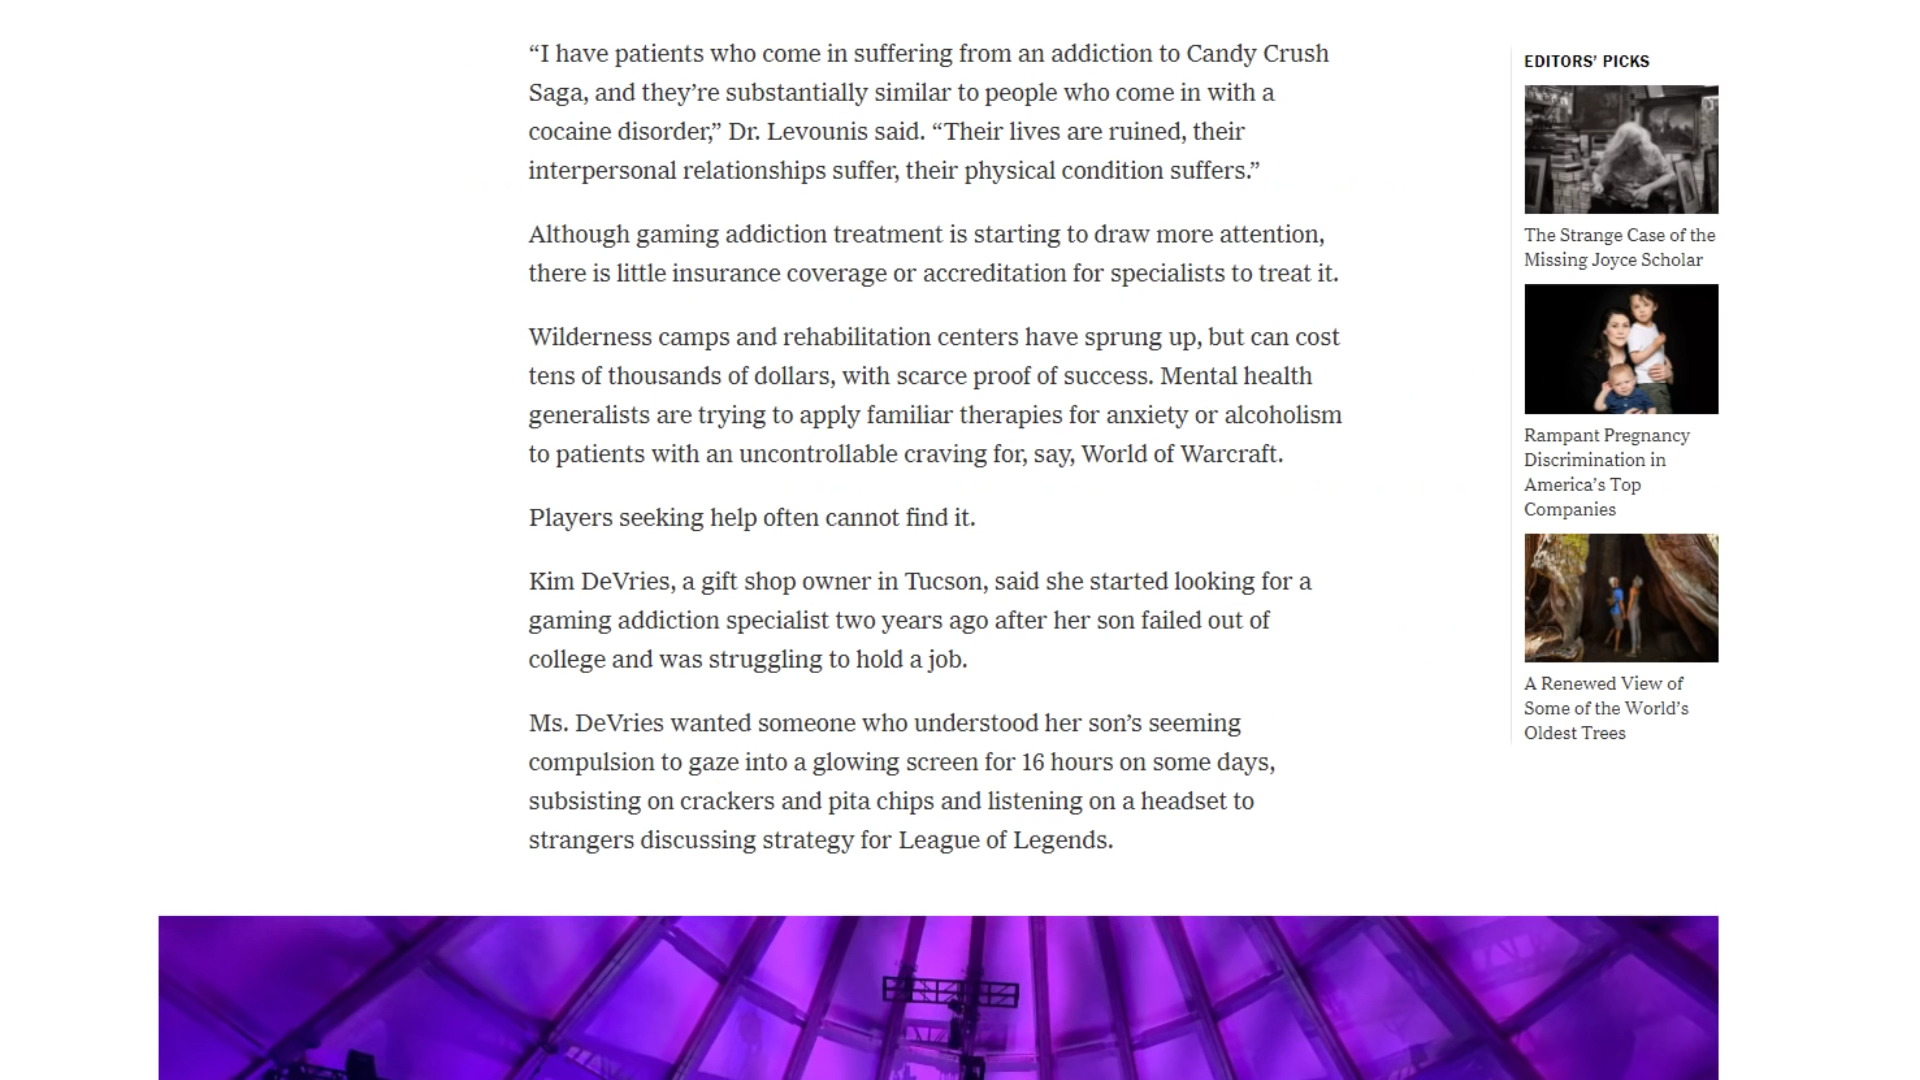 “I have patients who come in suffering from an addiction to Candy Crush
Saga, and they’re substantially similar to people who come in with a
cocaine disorder,” Dr. Levounis said. “Their lives are ruined, their
interpersonal relationships suffer, their physical condition suffers.”
Although gaming addiction treatment is starting to draw more attention,
there is little insurance coverage or accreditation for specialists to treat it.
Wilderness camps and rehabilitation centers have sprung up, but can cost
tens of thousands of dollars, with scarce proof of success. Mental health
generalists are trying to apply familiar therapies for anxiety or alcoholism
to patients with an uncontrollable craving for, say, World of Warcraft.
Players seeking help often cannot find it.
Kim DeVries, a gift shop owner in Tucson, said she started looking for a
gaming addiction specialist two years ago after her son failed out of
college and was struggling to hold a job.
Ms. DeVries wanted someone who understood her son’s seeming
compulsion to gaze into a glowing screen for 16 hours on some days,
subsisting on crackers and pita chips and listening on a headset to
strangers discussing strategy for League of Legends.
EDITORS’ PICKS
The Strange Case of the
Missing Joyce Scholar
Rampant Pregnancy
Discrimination in
America’s Top
Companies
A Renewed View of
Some of the World’s
Oldest Trees